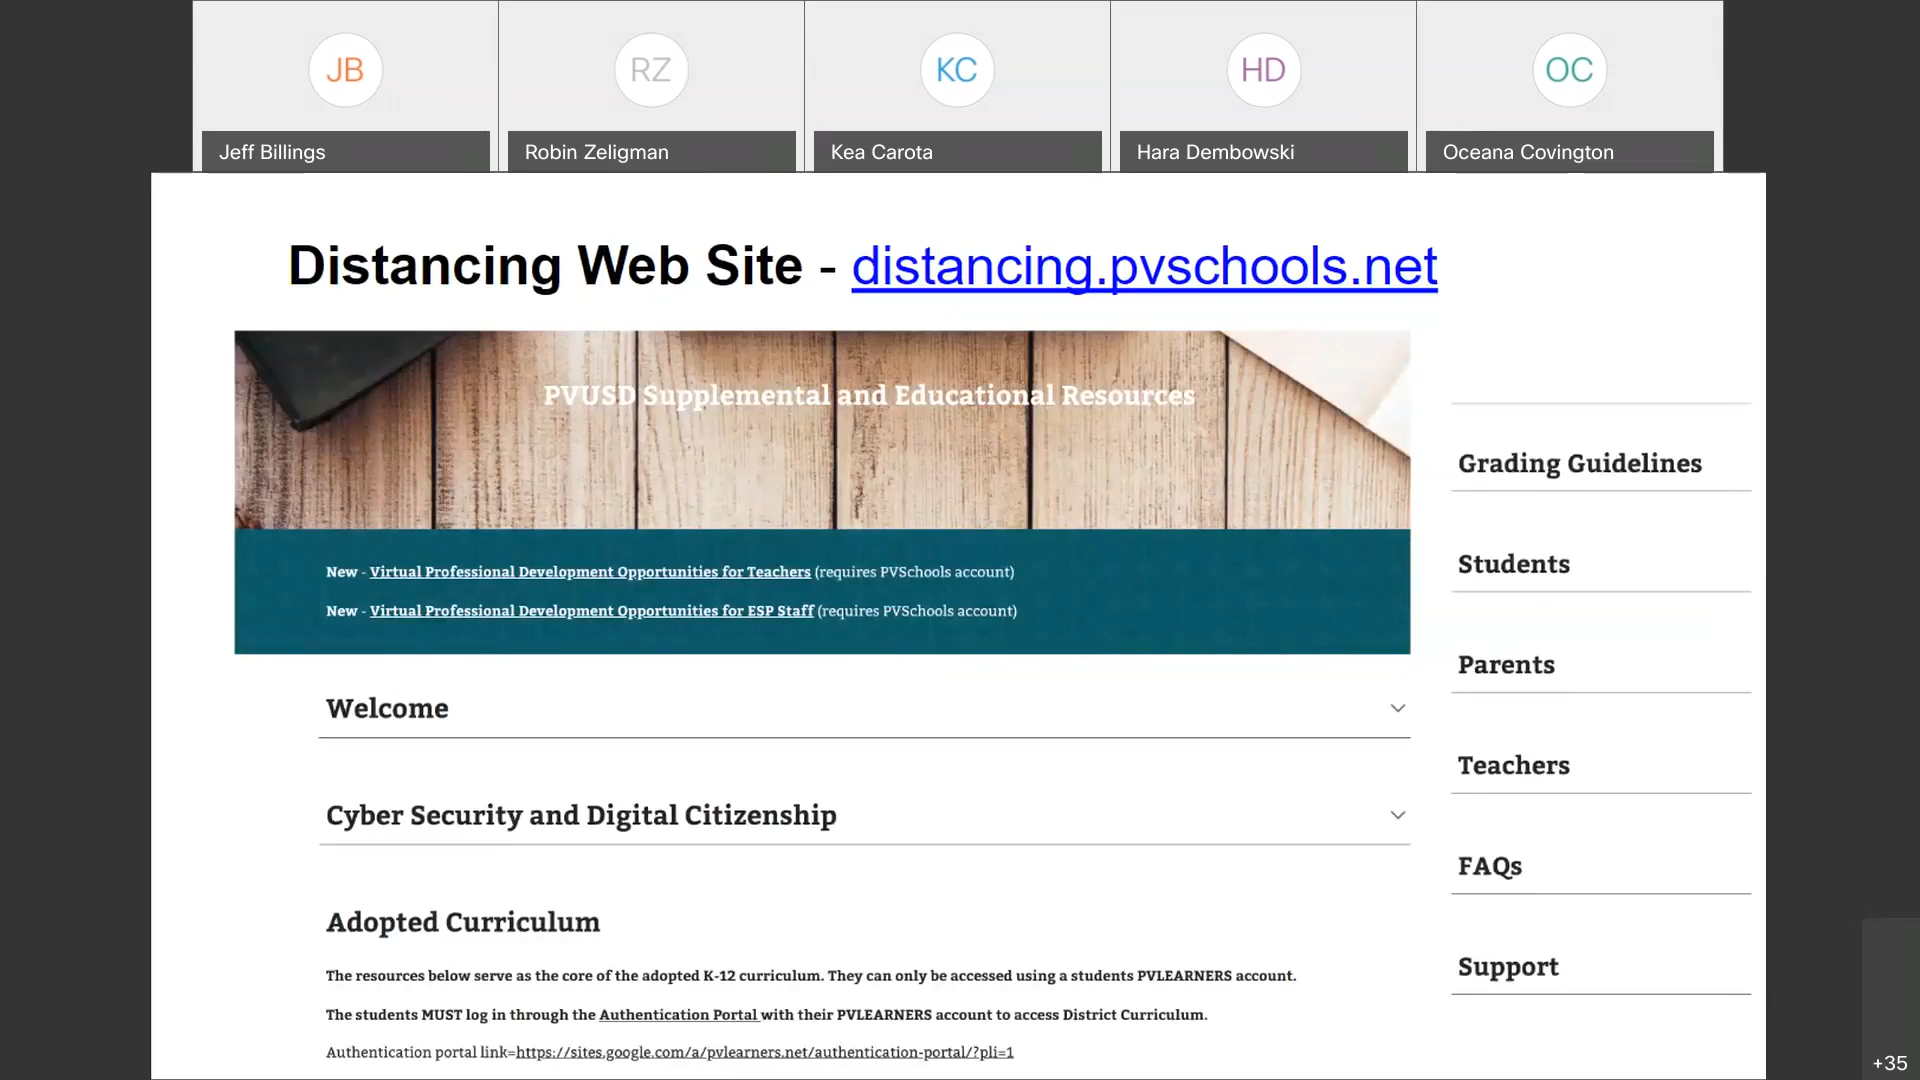 JB
RZ
KC
HD
OC
Jeff Billings
Robin Zeligman
Kea Carota
Hara Dembowski
Oceana Covington
Distancing Web Site - distancing.pvschools.net
PVUSD Supplemental and Educational Resources
New - Virtual Professional Development Opportunities for Teachers (requires PVSchools account)
New - Virtual Professional Development Opportunities for ESP Staff (requires PVSchools account)
Welcome
Cyber Security and Digital Citizenship
Adopted Curriculum
The resources below serve as the core of the adopted K-12 curriculum. They can only be accessed using a students PVLEARNERS account.
The students MUST log in through the Authentication Portal with their PVLEARNERS account to access District Curriculum.
Authentication portal link=https://sites.google.com/a/pvlearners.net/authentication-portal/?pli=1
Grading Guidelines
Students
Parents
Teachers
FAQs
Support
+35